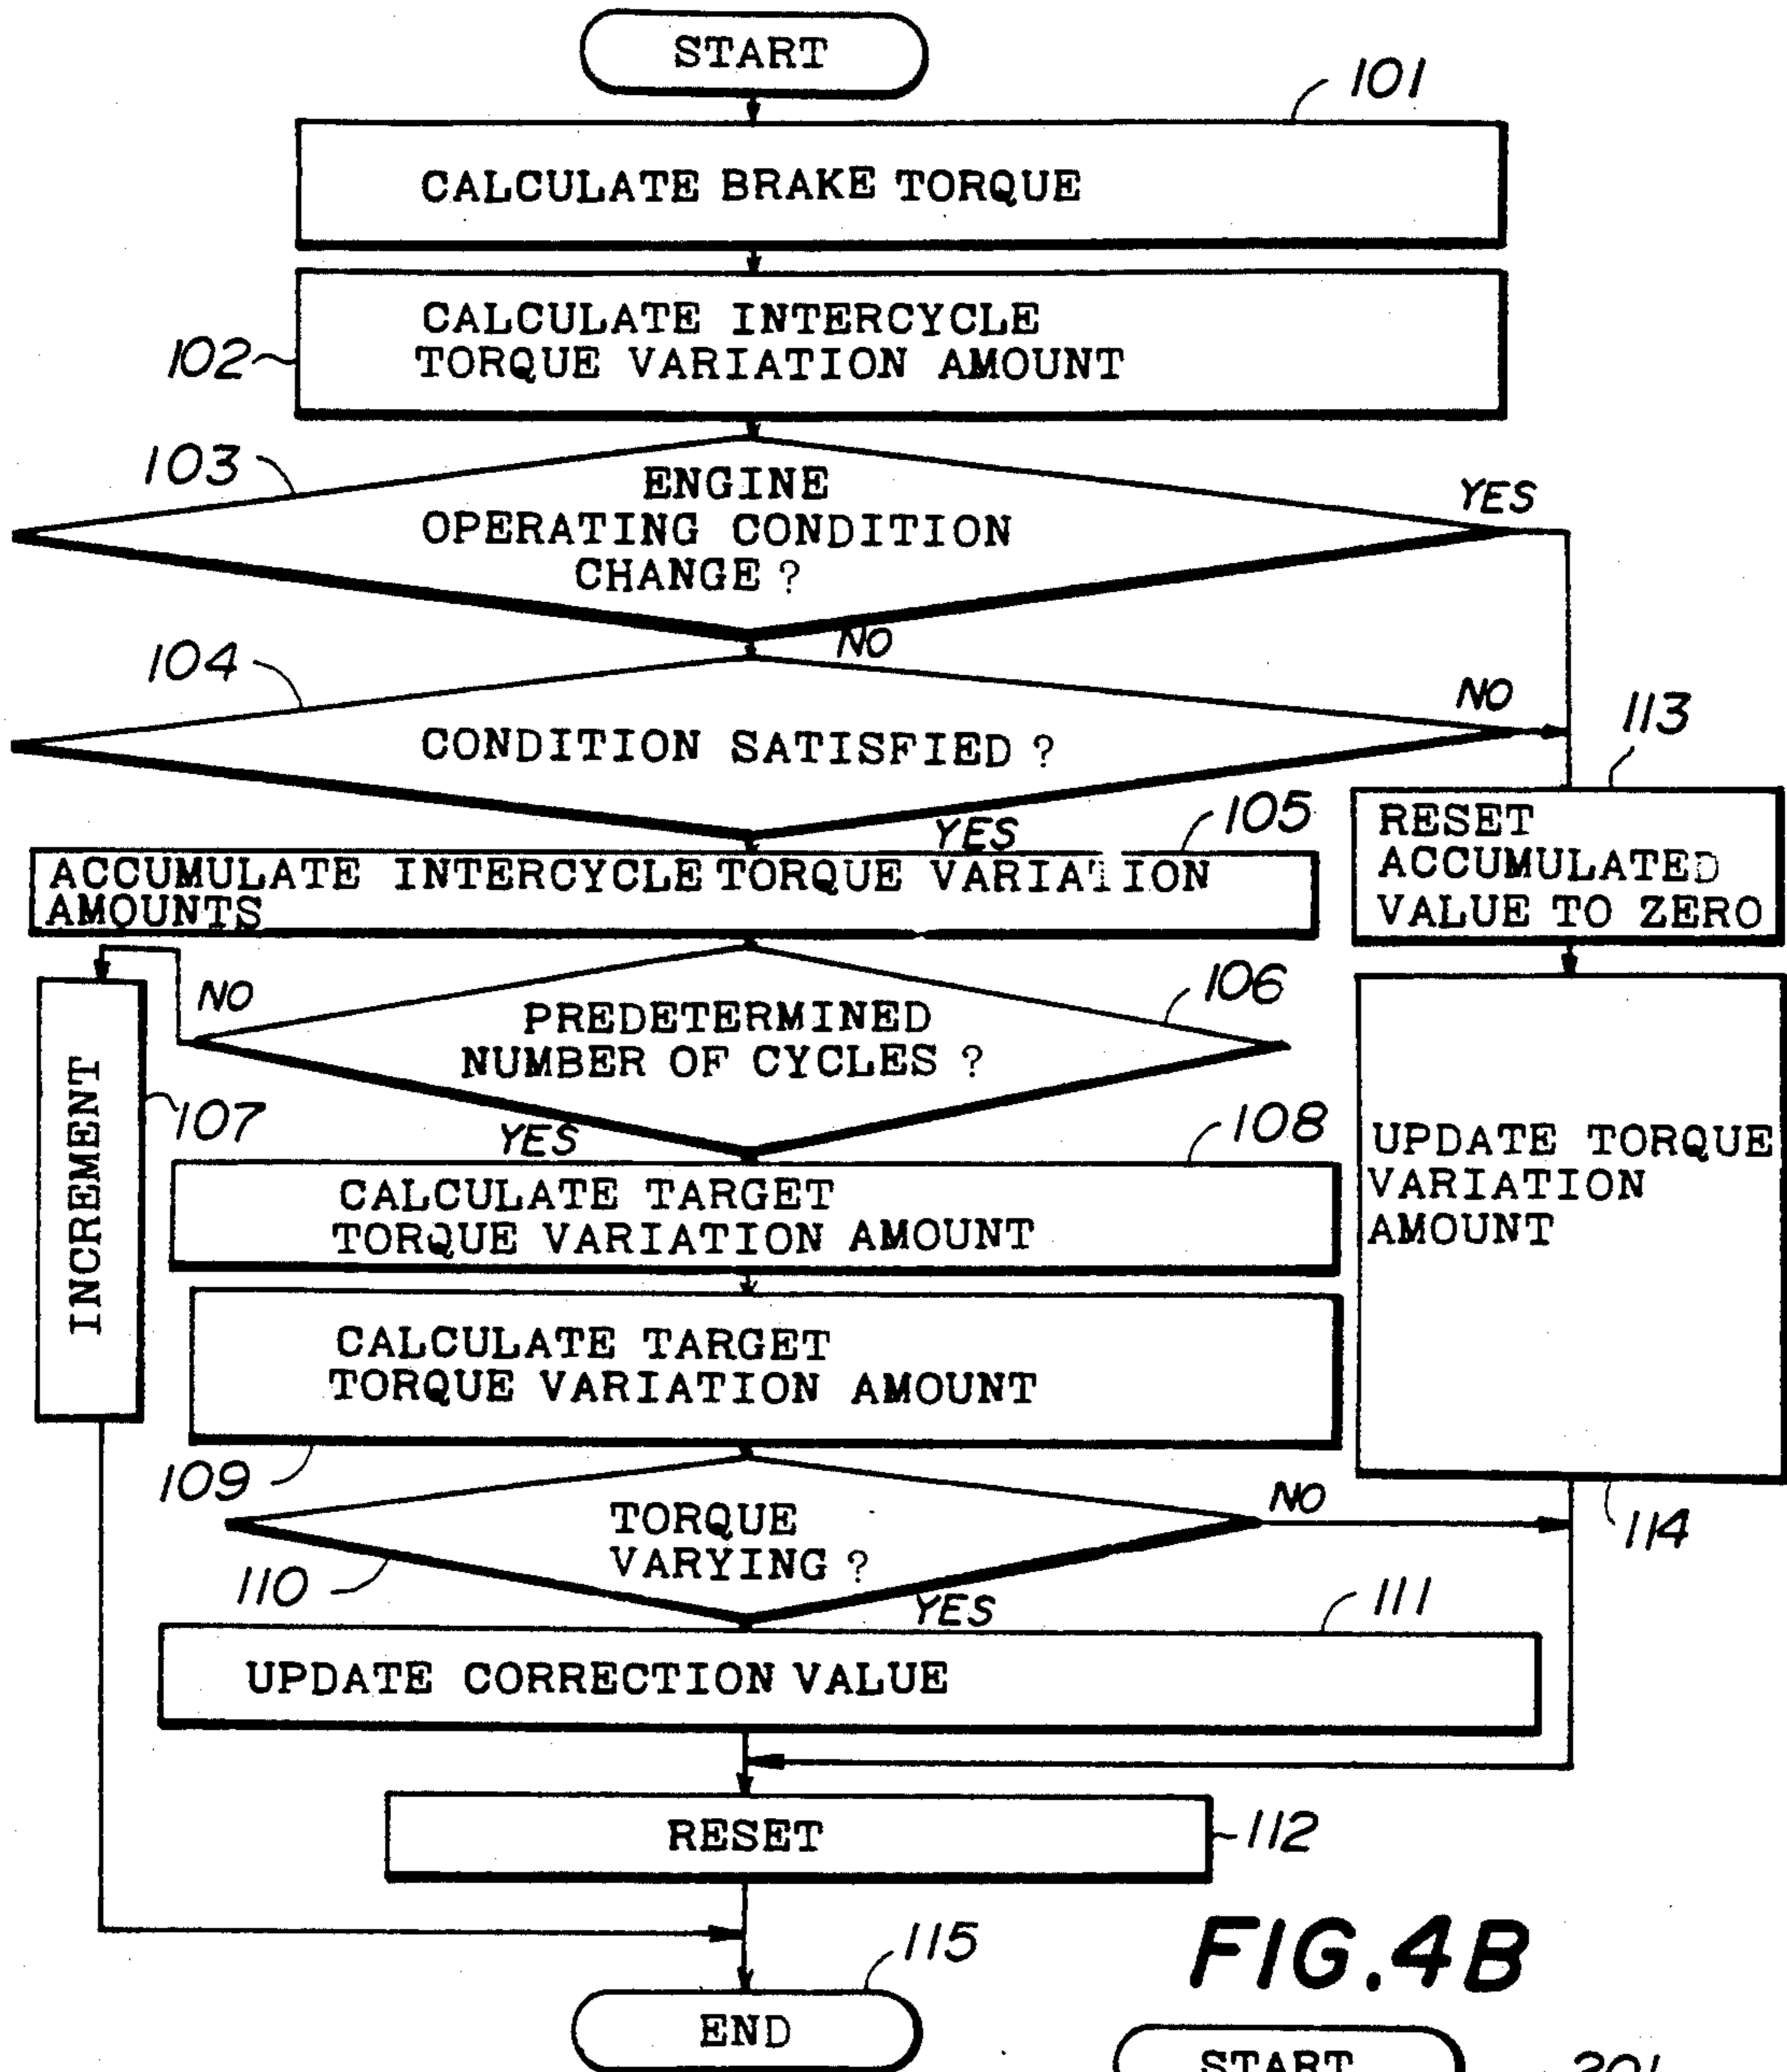 START
101
CALCULATE BRAKE TORQUE
102
CALCULATE INTERCYCLE
TORQUE VARIATION AMOUNT
103
ENGINE
OPERATING CONDITION
CHANGE ?
YES
NO
104
CONDITION SATISFIED ?
NO
YES
113
RESET
ACCUMULATED
VALUE TO ZERO
105
ACCUMULATE INTERCYCLE TORQUE VARIATION
AMOUNTS
106
PREDETERMINED
NUMBER OF CYCLES ?
NO
YES
INCREMENT
107
108
CALCULATE TARGET
TORQUE VARIATION AMOUNT
UPDATE TORQUE
VARIATION
AMOUNT
114
CALCULATE TARGET
TORQUE VARIATION AMOUNT
109
TORQUE
VARYING ?
NO
110
YES
111
UPDATE CORRECTION VALUE
RESET
112
115
END
FIG.4B
START
201